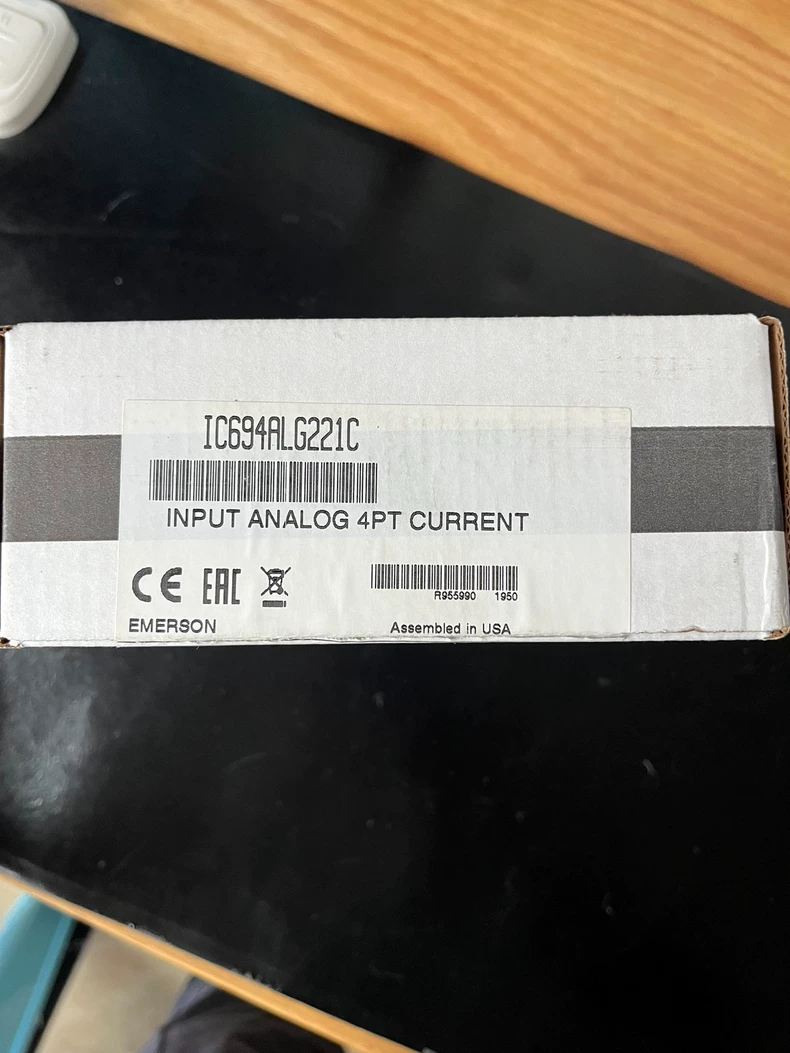 IC694ALG221C
INPUT ANALOG 4PT CURRENT
CE EAC
R955990 1950
EMERSON
Assembled in USA